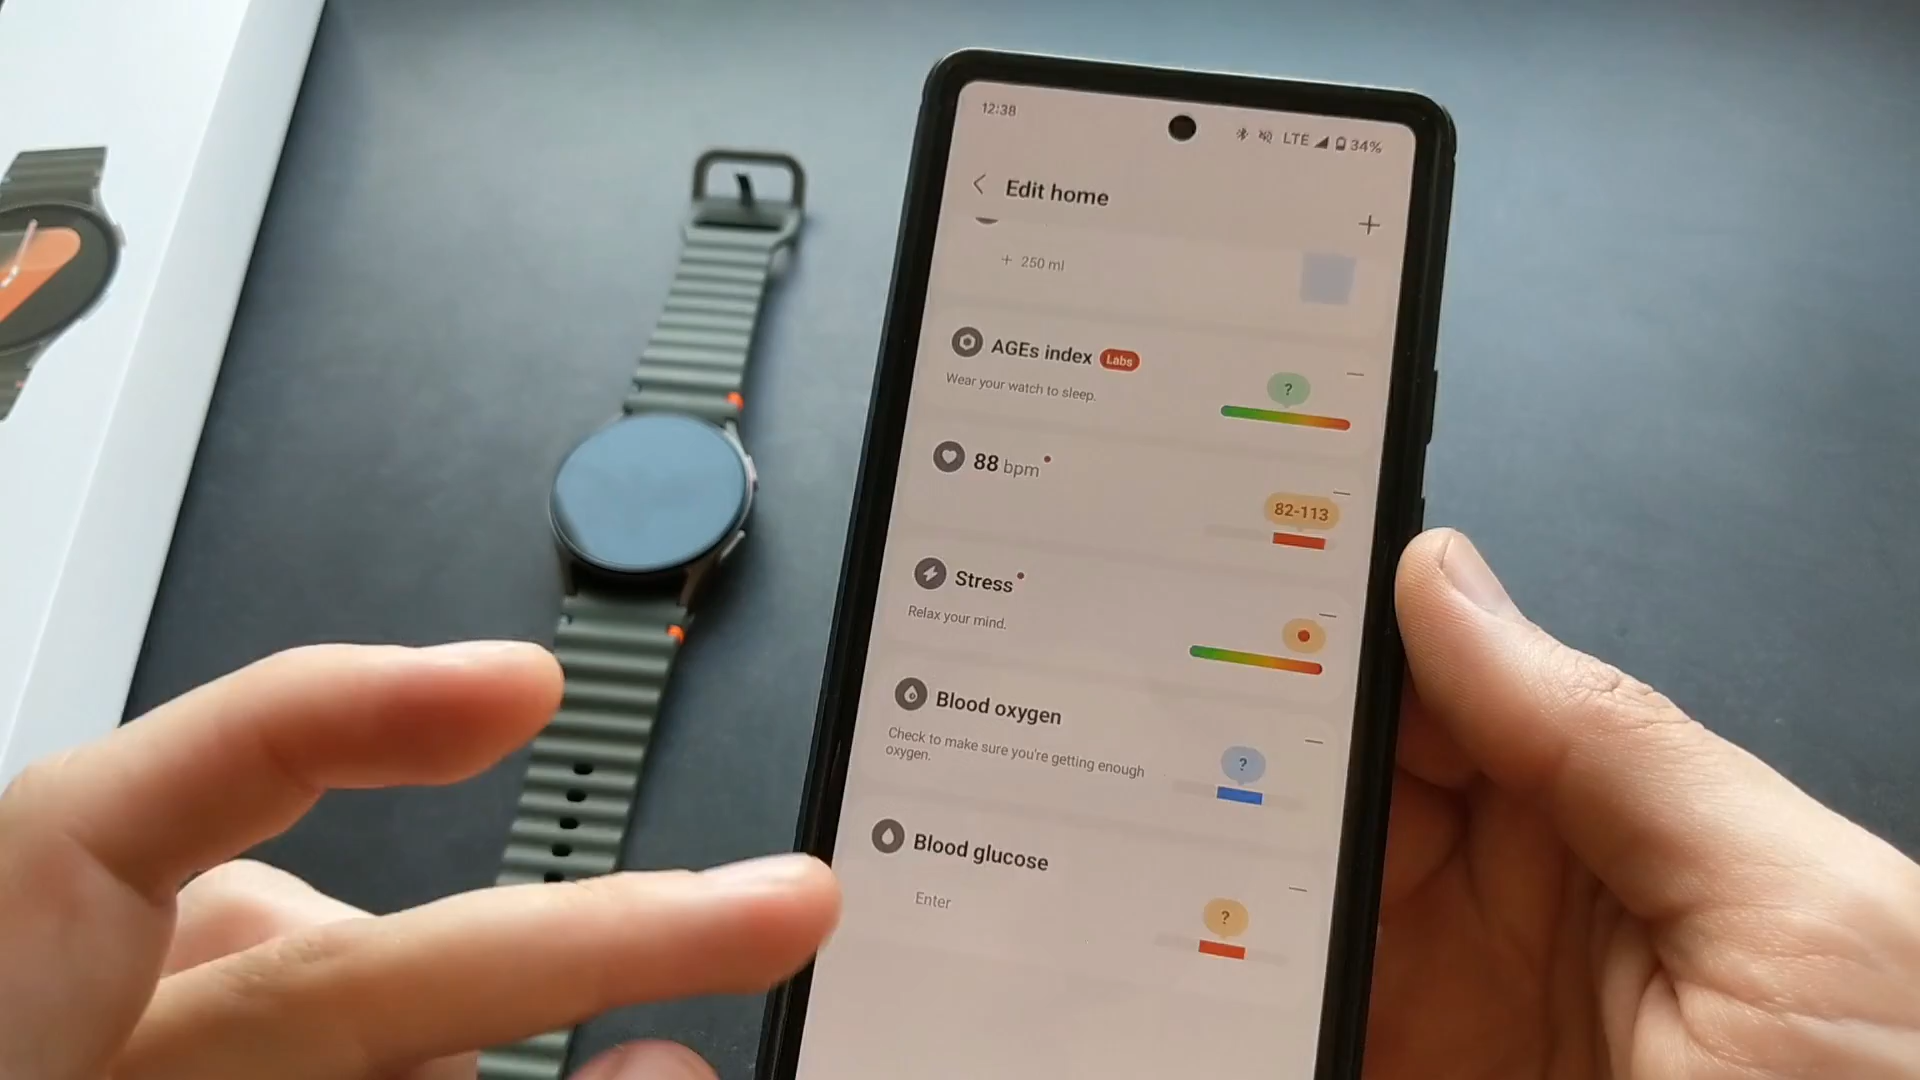 12:38
LTE 34%
Edit home
+
+ 250 ml
AGEs index Labs
Wear your watch to sleep.
?
88 bpm
82-113
Stress
Relax your mind.
Blood oxygen
Check to make sure you're getting enough
oxygen.
?
Blood glucose
Enter
?